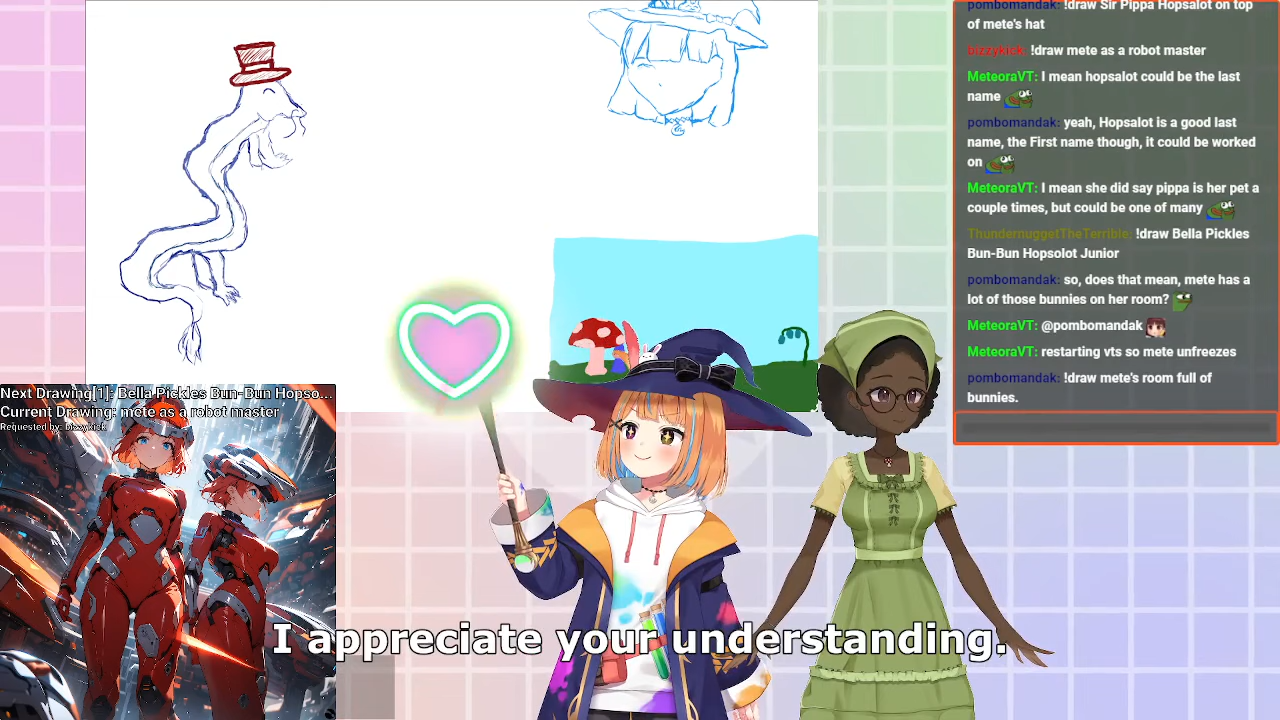 pombomandak: !draw Sir Pippa Hopsalot on top
of mete's hat
bizzykick: !draw mete as a robot master
MeteoraVT: I mean hopsalot could be the last
name
pombomandak: yeah, Hopsalot is a good last
name, the First name though, it could be worked
on
MeteoraVT: I mean she did say pippa is her pet a
couple times, but could be one of many
ThundernuggetTheTerrible: !draw Bella Pickles
Bun-Bun Hopsolot Junior
pombomandak: so, does that mean, mete has a
lot of those bunnies on her room?
MeteoraVT: @pombomandak
MeteoraVT: restarting vts so mete unfreezes
pombomandak: !draw mete's room full of
bunnies.
Next Drawing[1]: Bella Pickles Bun-Bun Hopso...
Current Drawing: mete as a robot master
Requested by: bizzykick
I appreciate your understanding.